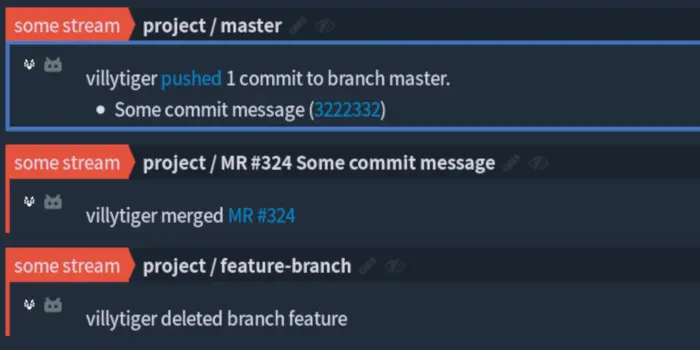 some stream project / master
villytiger pushed 1 commit to branch master.
• Some commit message (3222332)
some stream project / MR #324 Some commit message
villytiger merged MR #324
some stream project / feature-branch
villytiger deleted branch feature